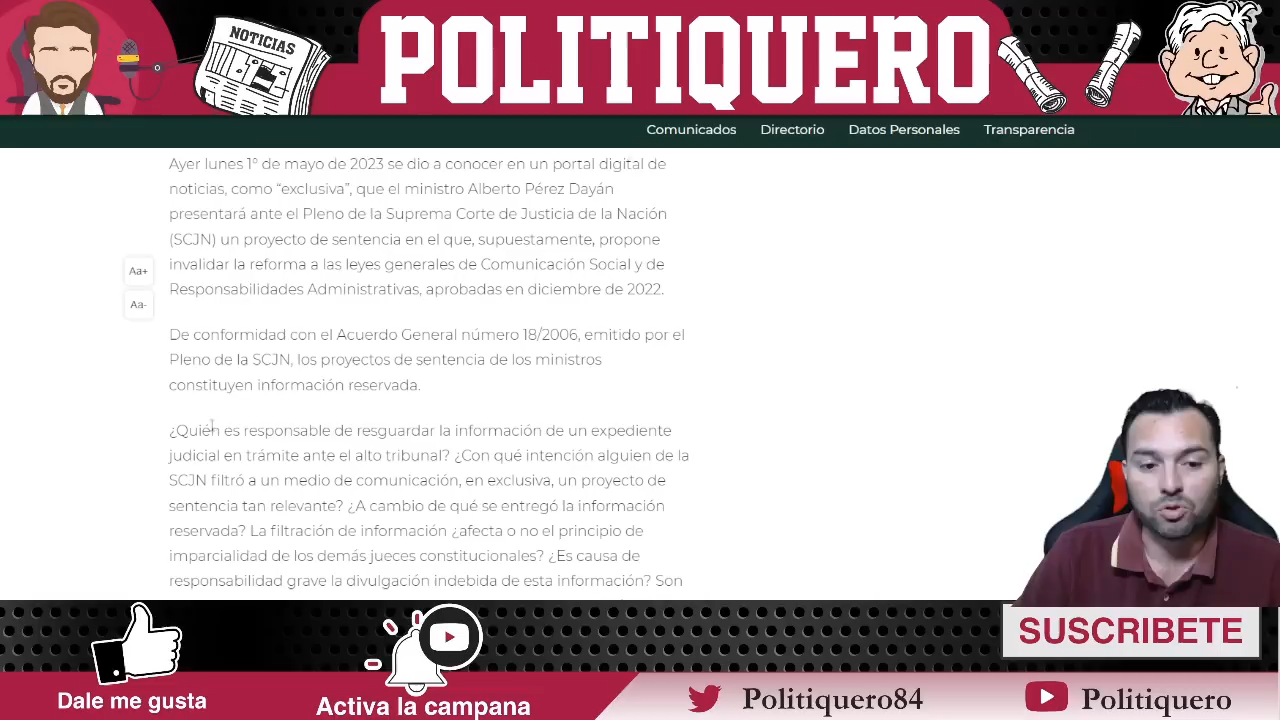 NOTICIAS
POLITIQUERO
Comunicados Directorio Datos Personales Transparencia
Ayer lunes 1° de mayo de 2023 se dio a conocer en un portal digital de
noticias, como “exclusiva”, que el ministro Alberto Pérez Dayán
presentará ante el Pleno de la Suprema Corte de Justicia de la Nación
(SCJN) un proyecto de sentencia en el que, supuestamente, propone
invalidar la reforma a las leyes generales de Comunicación Social y de
Responsabilidades Administrativas, aprobadas en diciembre de 2022.
Aa+
Aa-
De conformidad con el Acuerdo General número 18/2006, emitido por el
Pleno de la SCJN, los proyectos de sentencia de los ministros
constituyen información reservada.
¿Quién es responsable de resguardar la información de un expediente
judicial en trámite ante el alto tribunal? ¿Con qué intención alguien de la
SCJN filtró a un medio de comunicación, en exclusiva, un proyecto de
sentencia tan relevante? ¿A cambio de qué se entregó la información
reservada? La filtración de información ¿afecta o no el principio de
imparcialidad de los demás jueces constitucionales? ¿Es causa de
responsabilidad grave la divulgación indebida de esta información? Son
SUSCRIBETE
Dale me gusta
Activa la campana
Politiquero84
Politiquero